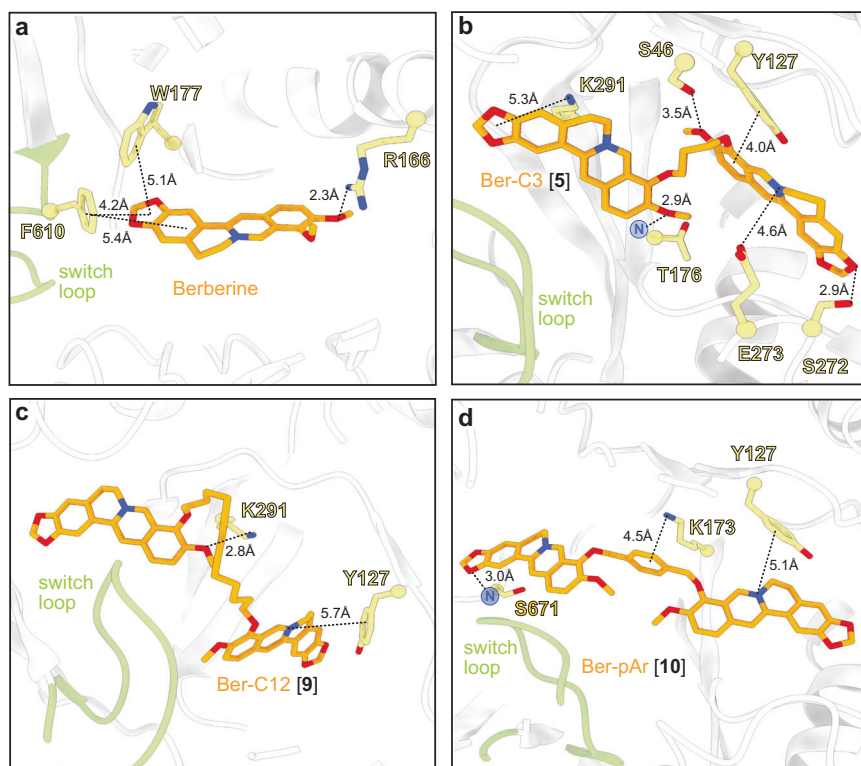 a
W177
R166
5.1Å
2.3Å
4.2Å
F610
5.4Å
switch
loop
Berberine
b
S46
Y127
K291
5.3Å
3.5Å
4.0Å
Ber-C3 [5]
2.9Å
N
4.6Å
T176
2.9Å
switch
loop
E273
S272
c
K291
2.8Å
switch
loop
Y127
5.7Å
Ber-C12 [9]
d
Y127
K173
4.5Å
5.1Å
3.0Å
N
S671
switch
loop
Ber-pAr [10]